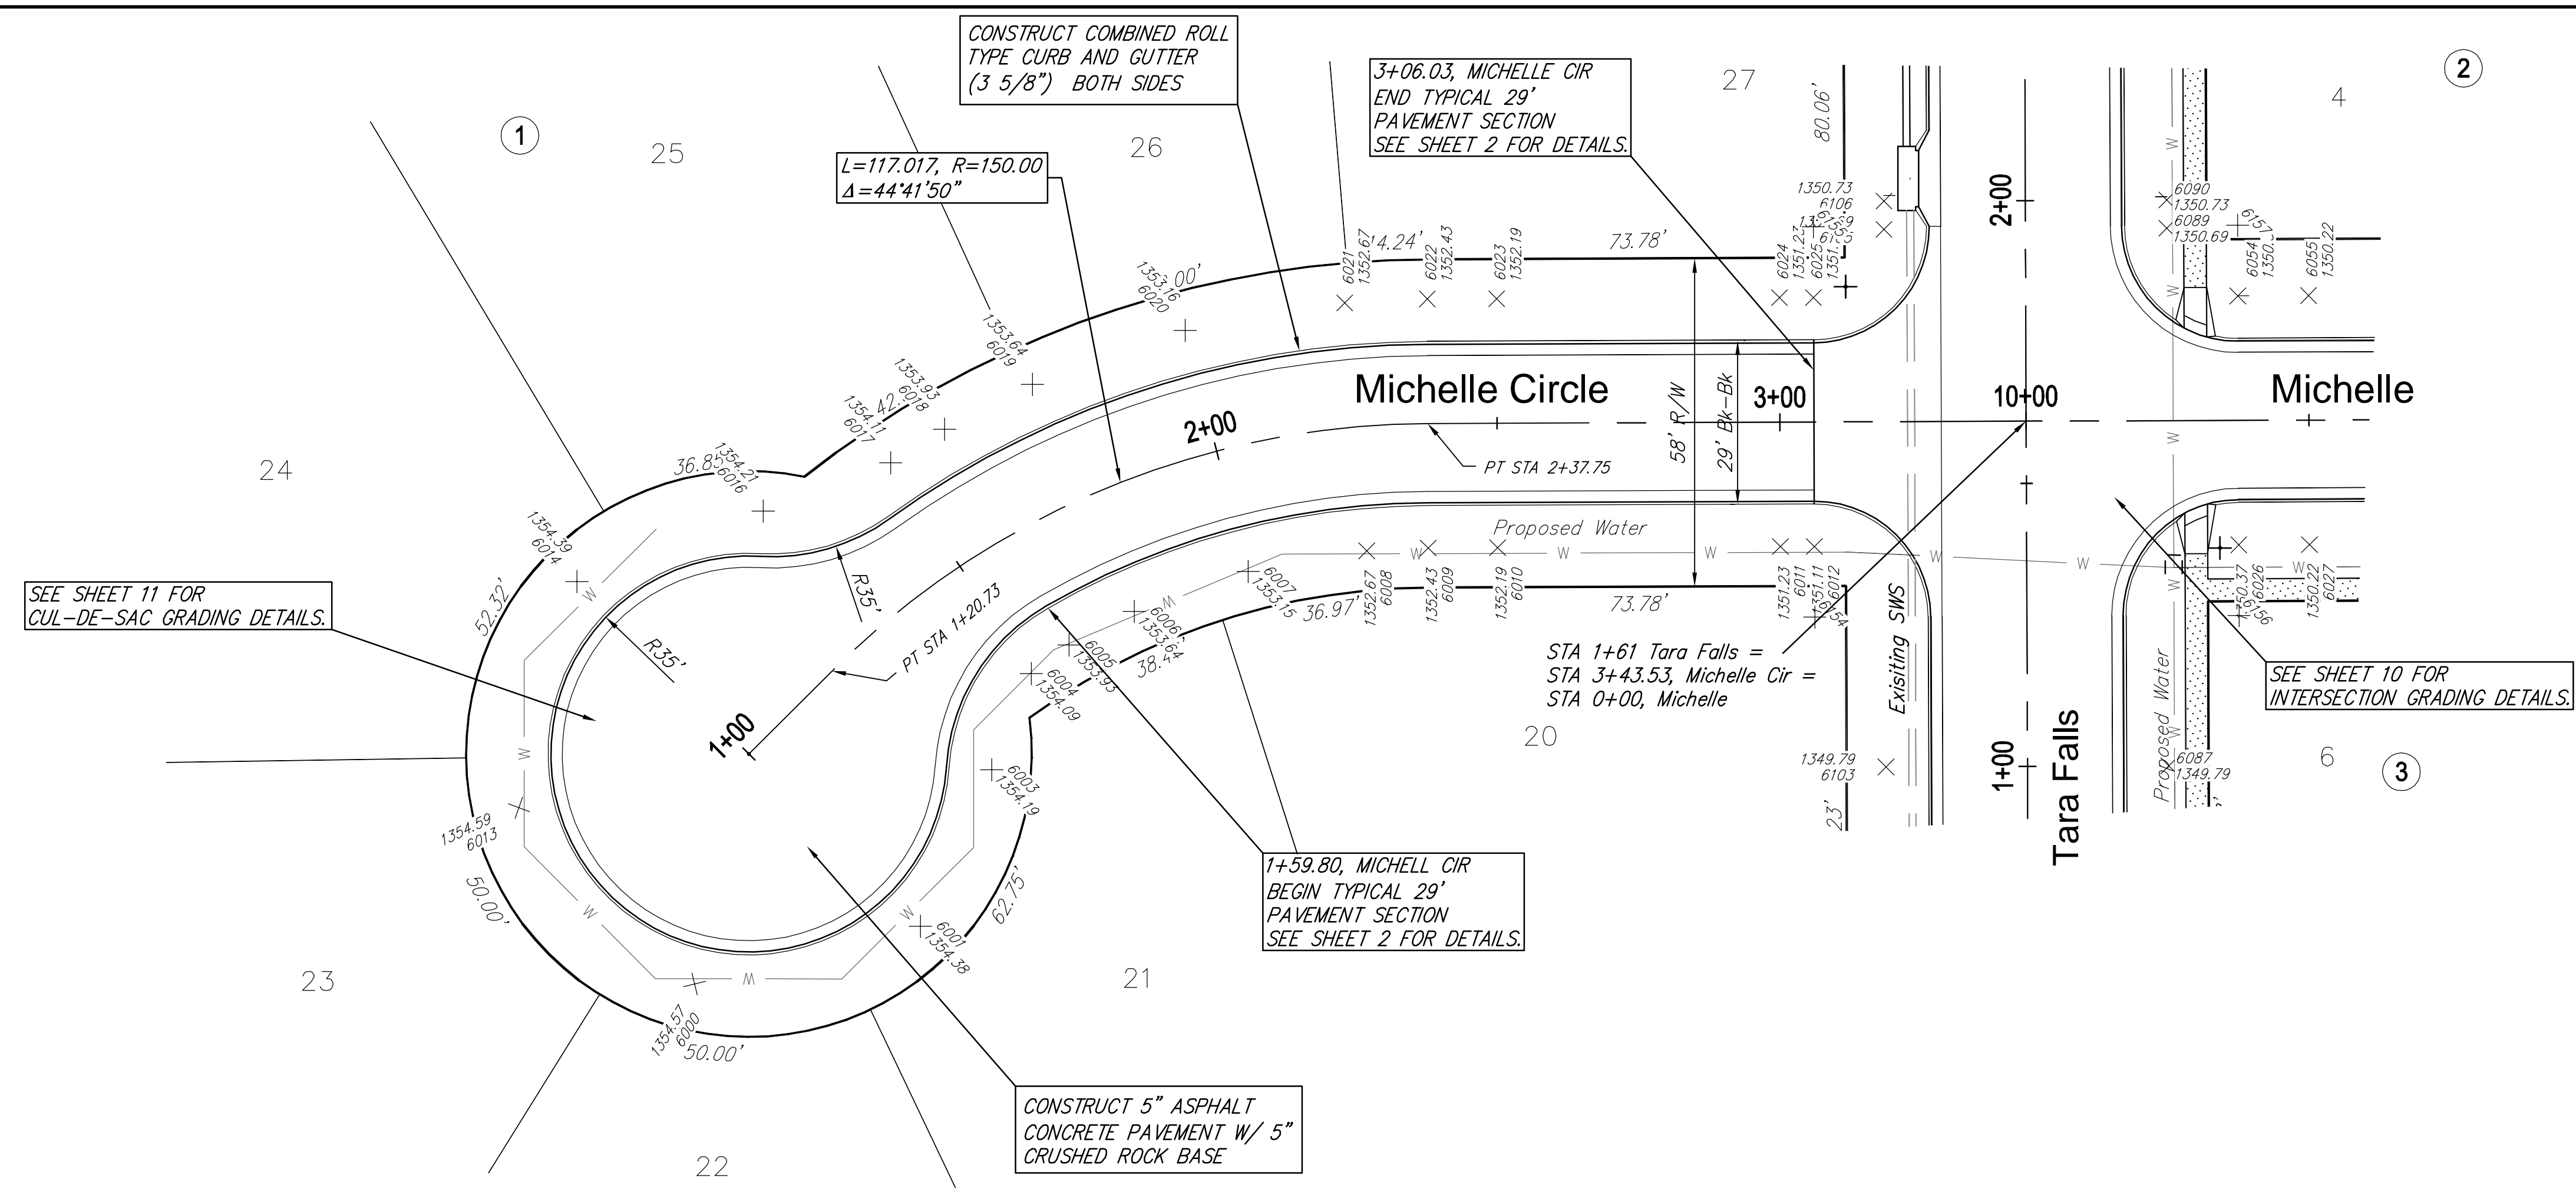 CONSTRUCT COMBINED ROLL
TYPE CURB AND GUTTER
(3 5/8") BOTH SIDES
3+06.03, MICHELLE CIR
END TYPICAL 29'
PAVEMENT SECTION
SEE SHEET 2 FOR DETAILS.
L=117.017, R=150.00
Δ=44°41'50"
1
25
26
27
2
4
80.06'
2+00
1350.73
6106
6090
1350.73
6089
1350.69
6157
6054
6055
1350.22
6021
1352.67
14.24'
6022
1352.43
6023
1352.19
73.78'
6024
1351.23
6025
1353.16
6020
1353.64
6019
1353.93
6018
1354.11
6017
1354.21
6016
36.85'
24
1354.39
6014
52.32'
Michelle Circle
2+00
3+00
10+00
Michelle
58' R/W
29' Bk-Bk
PT STA 2+37.75
Proposed Water
W
R35'
R35'
PT STA 1+20.73
1+00
SEE SHEET 11 FOR
CUL-DE-SAC GRADING DETAILS.
6007
1353.15
6006
1353.64
6005
1353.93
6004
1354.09
38.44'
36.97'
1352.67
6008
1352.43
6009
1352.19
6010
73.78'
1351.23
6011
1351.11
6012
6154
STA 1+61 Tara Falls =
STA 3+43.53, Michelle Cir =
STA 0+00, Michelle
Exisiting SWS
20
1349.79
6103
23'
1+00
Tara Falls
Proposed Water
6026
1350.22
6027
6156
6087
1349.79
6
3
SEE SHEET 10 FOR
INTERSECTION GRADING DETAILS.
6003
1354.19
1354.59
6013
50.00'
62.75'
6001
1354.38
1354.57
6000
50.00'
23
21
22
1+59.80, MICHELL CIR
BEGIN TYPICAL 29'
PAVEMENT SECTION
SEE SHEET 2 FOR DETAILS.
CONSTRUCT 5" ASPHALT
CONCRETE PAVEMENT W/ 5"
CRUSHED ROCK BASE